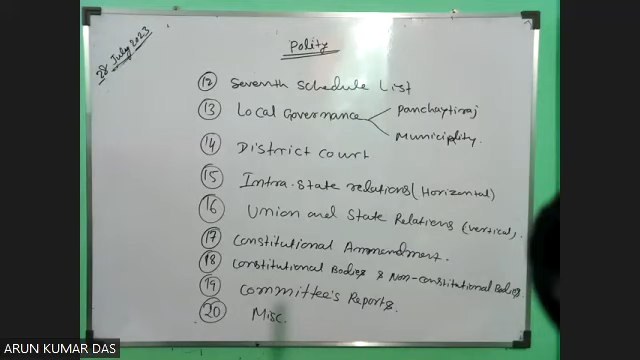 28 July 2023
Polity
12 Seventh Schedule List
13 Local Governance
Panchaytiraj
Municiplity.
14 District court
15 Intra-state relations (Horizontal)
16 Union and State Relations (vertical).
17 Constitutional Ammendment.
18 Constitutional Bodies & Non-constitutional Bodies.
19 Committee's Reports.
20 Misc.
ARUN KUMAR DAS